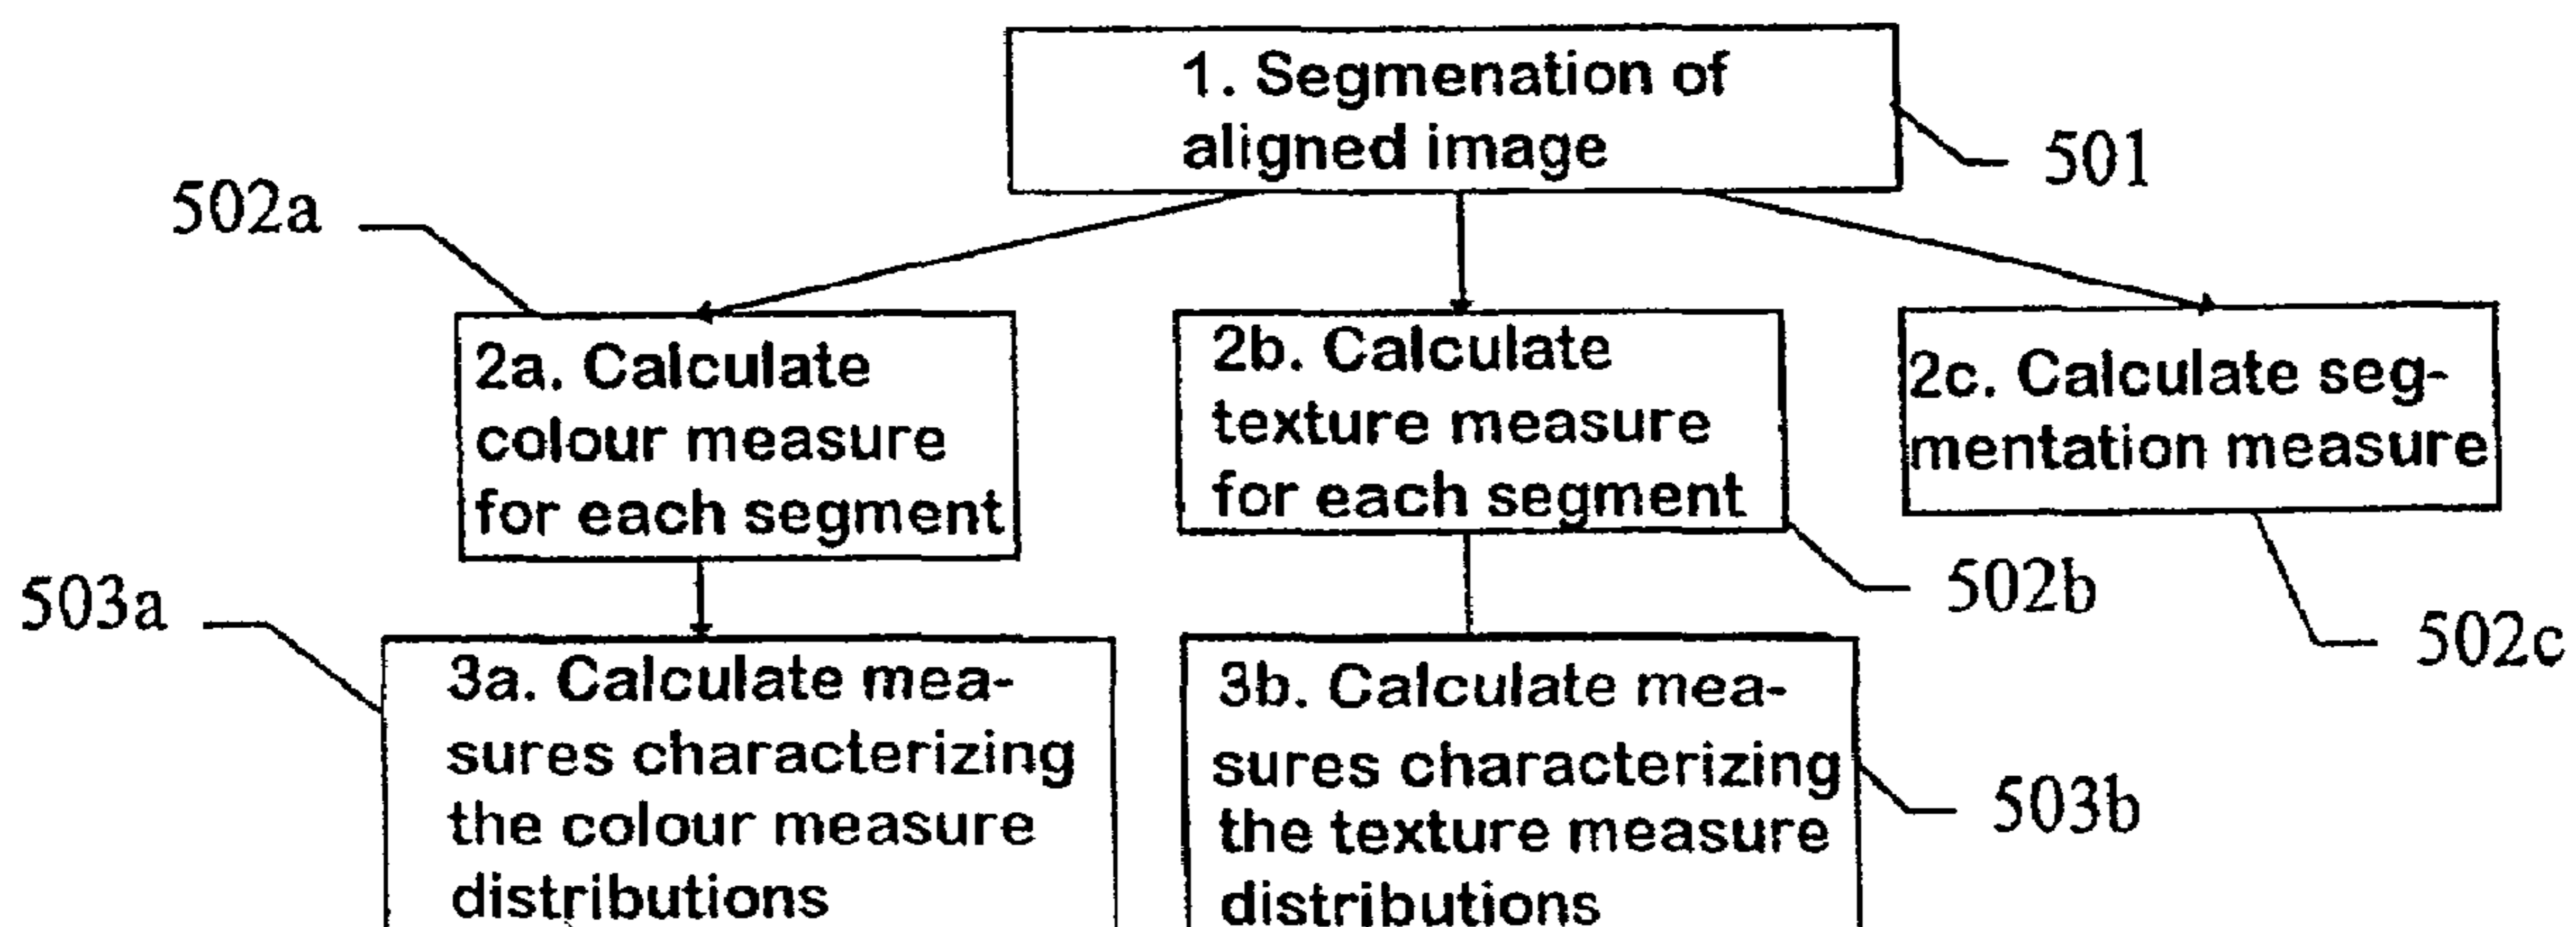 1. Segmenation of
aligned image
501
502a
2a. Calculate
colour measure
for each segment
2b. Calculate
texture measure
for each segment
2c. Calculate seg-
mentation measure
502b
502c
503a
3a. Calculate mea-
sures characterizing
the colour measure
distributions
3b. Calculate mea-
sures characterizing
the texture measure
distributions
503b